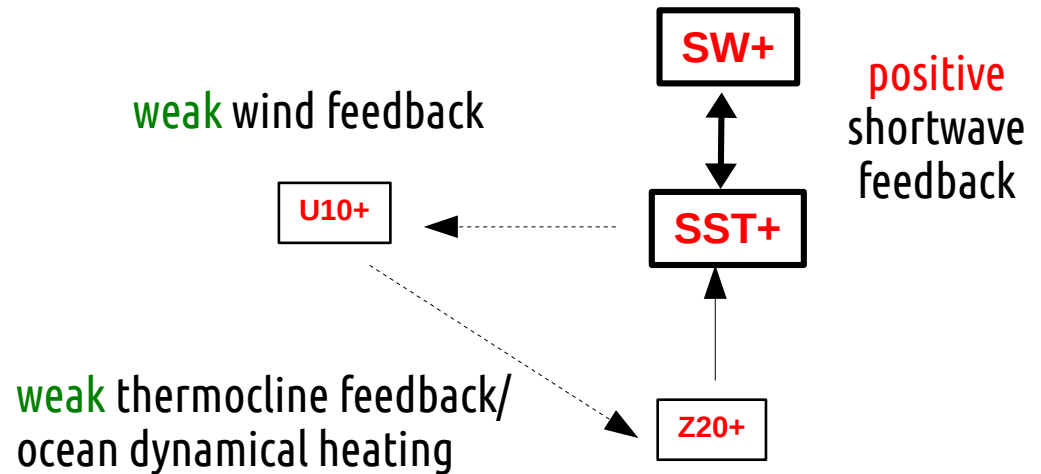 SW+
positive
shortwave
feedback
weak wind feedback
U10+
SST+
weak thermocline feedback/
ocean dynamical heating
Z20+